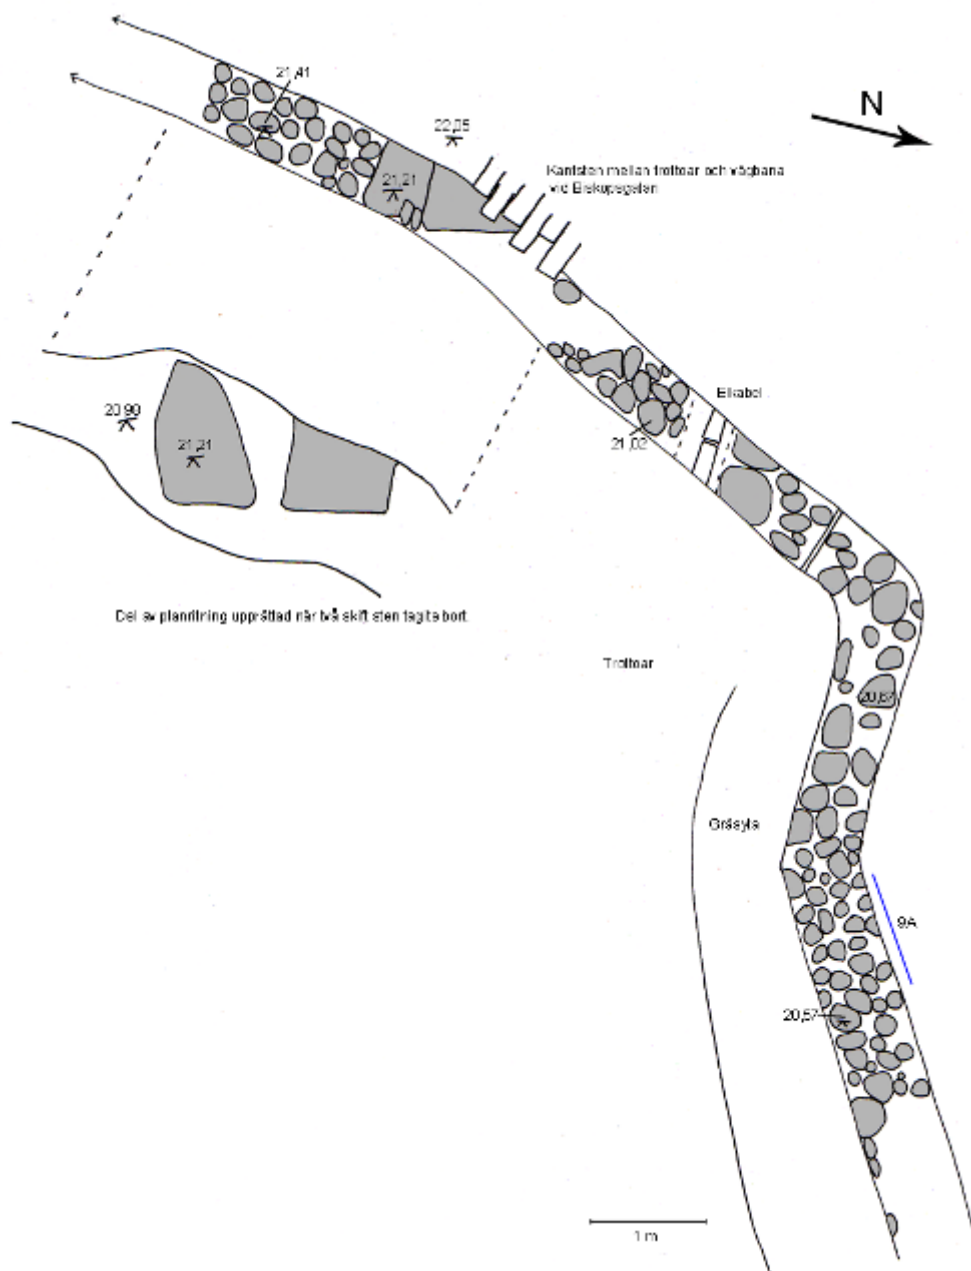 21,41
N
22,05
Kantsten mellan trottoar och vägbana
vid Biskopsgatan
21,21
Elkabel
20,90
21,02
21,21
Del av planritning upprättad när två skift sten tagits bort
Trottoar
20,67
Gräsyta
9A
20,57
1 m